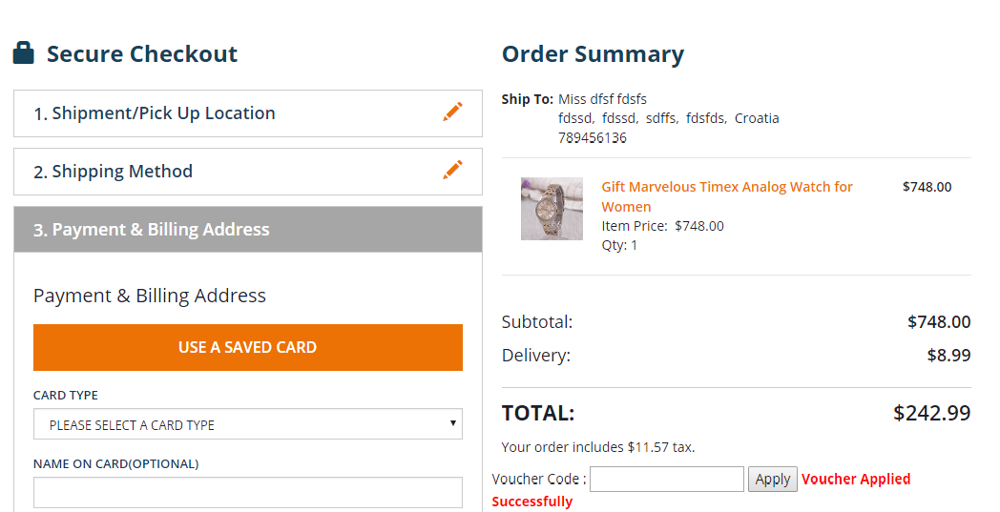 Secure Checkout
1. Shipment/Pick Up Location
2. Shipping Method
3. Payment & Billing Address
Payment & Billing Address
USE A SAVED CARD
CARD TYPE
PLEASE SELECT A CARD TYPE
NAME ON CARD(OPTIONAL)
Order Summary
Ship To: Miss dfsf fdsfs
fdssd, fdssd, sdffs, fdsfds, Croatia
789456136
Gift Marvelous Timex Analog Watch for $748.00
Women
Item Price: $748.00
Qty: 1
Subtotal: $748.00
Delivery: $8.99
TOTAL: $242.99
Your order includes $11.57 tax.
Voucher Code : Apply Voucher Applied
Successfully